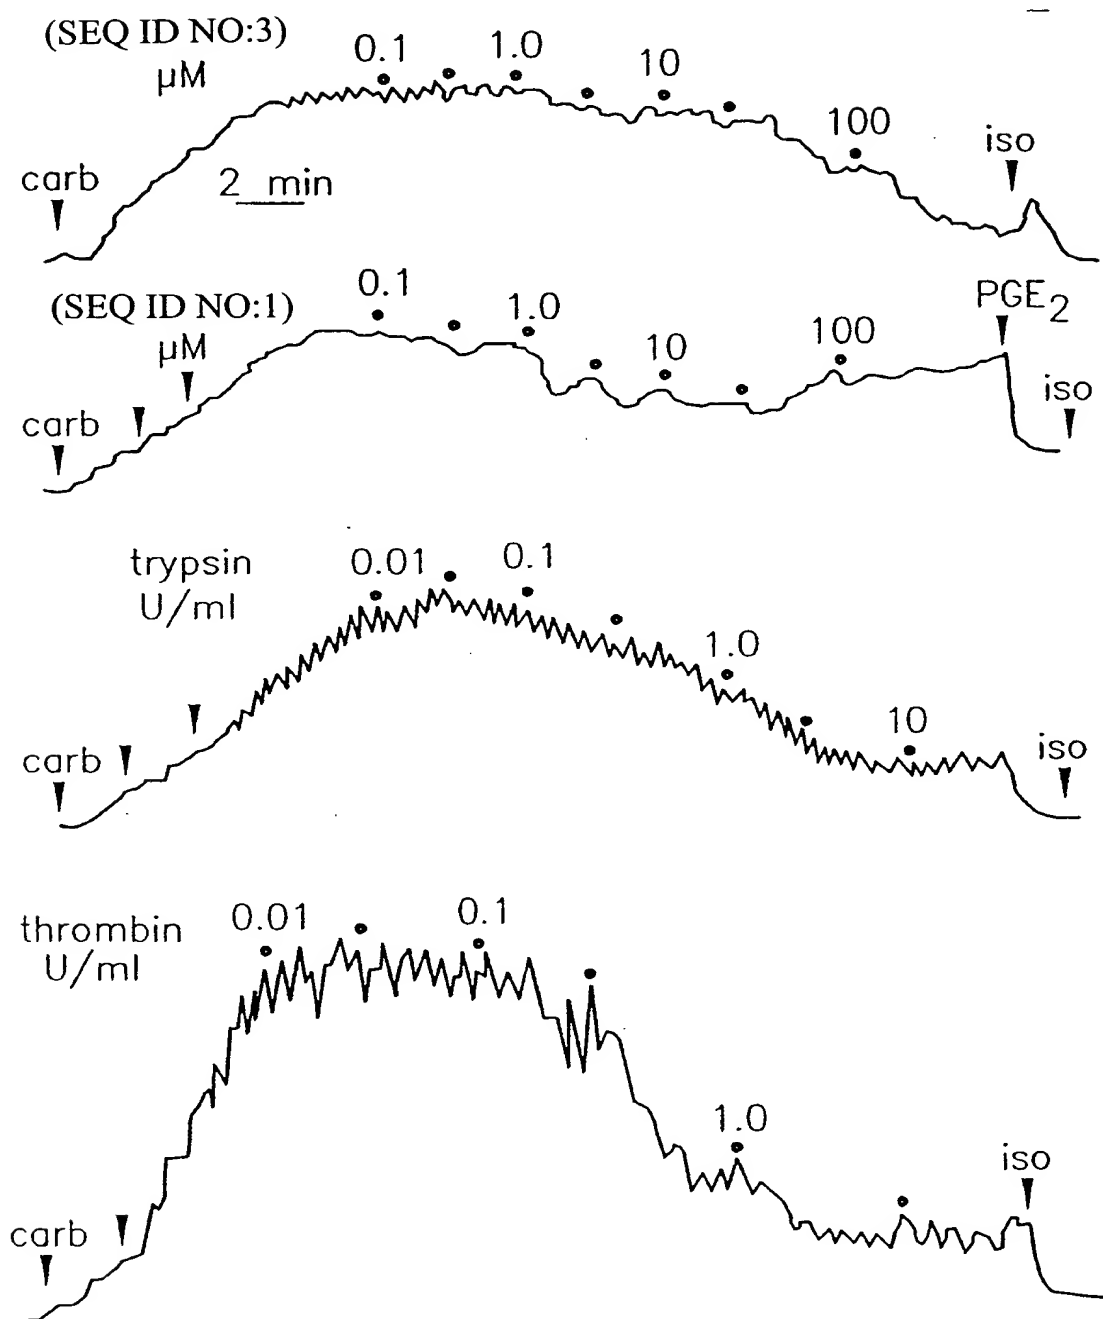 (SEQ ID NO:3)
µM
0.1
1.0
10
100
iso
carb
2 min
(SEQ ID NO:1)
µM
0.1
1.0
10
100
PGE2
iso
carb
trypsin
U/ml
0.01
0.1
1.0
10
iso
carb
thrombin
U/ml
0.01
0.1
1.0
iso
carb